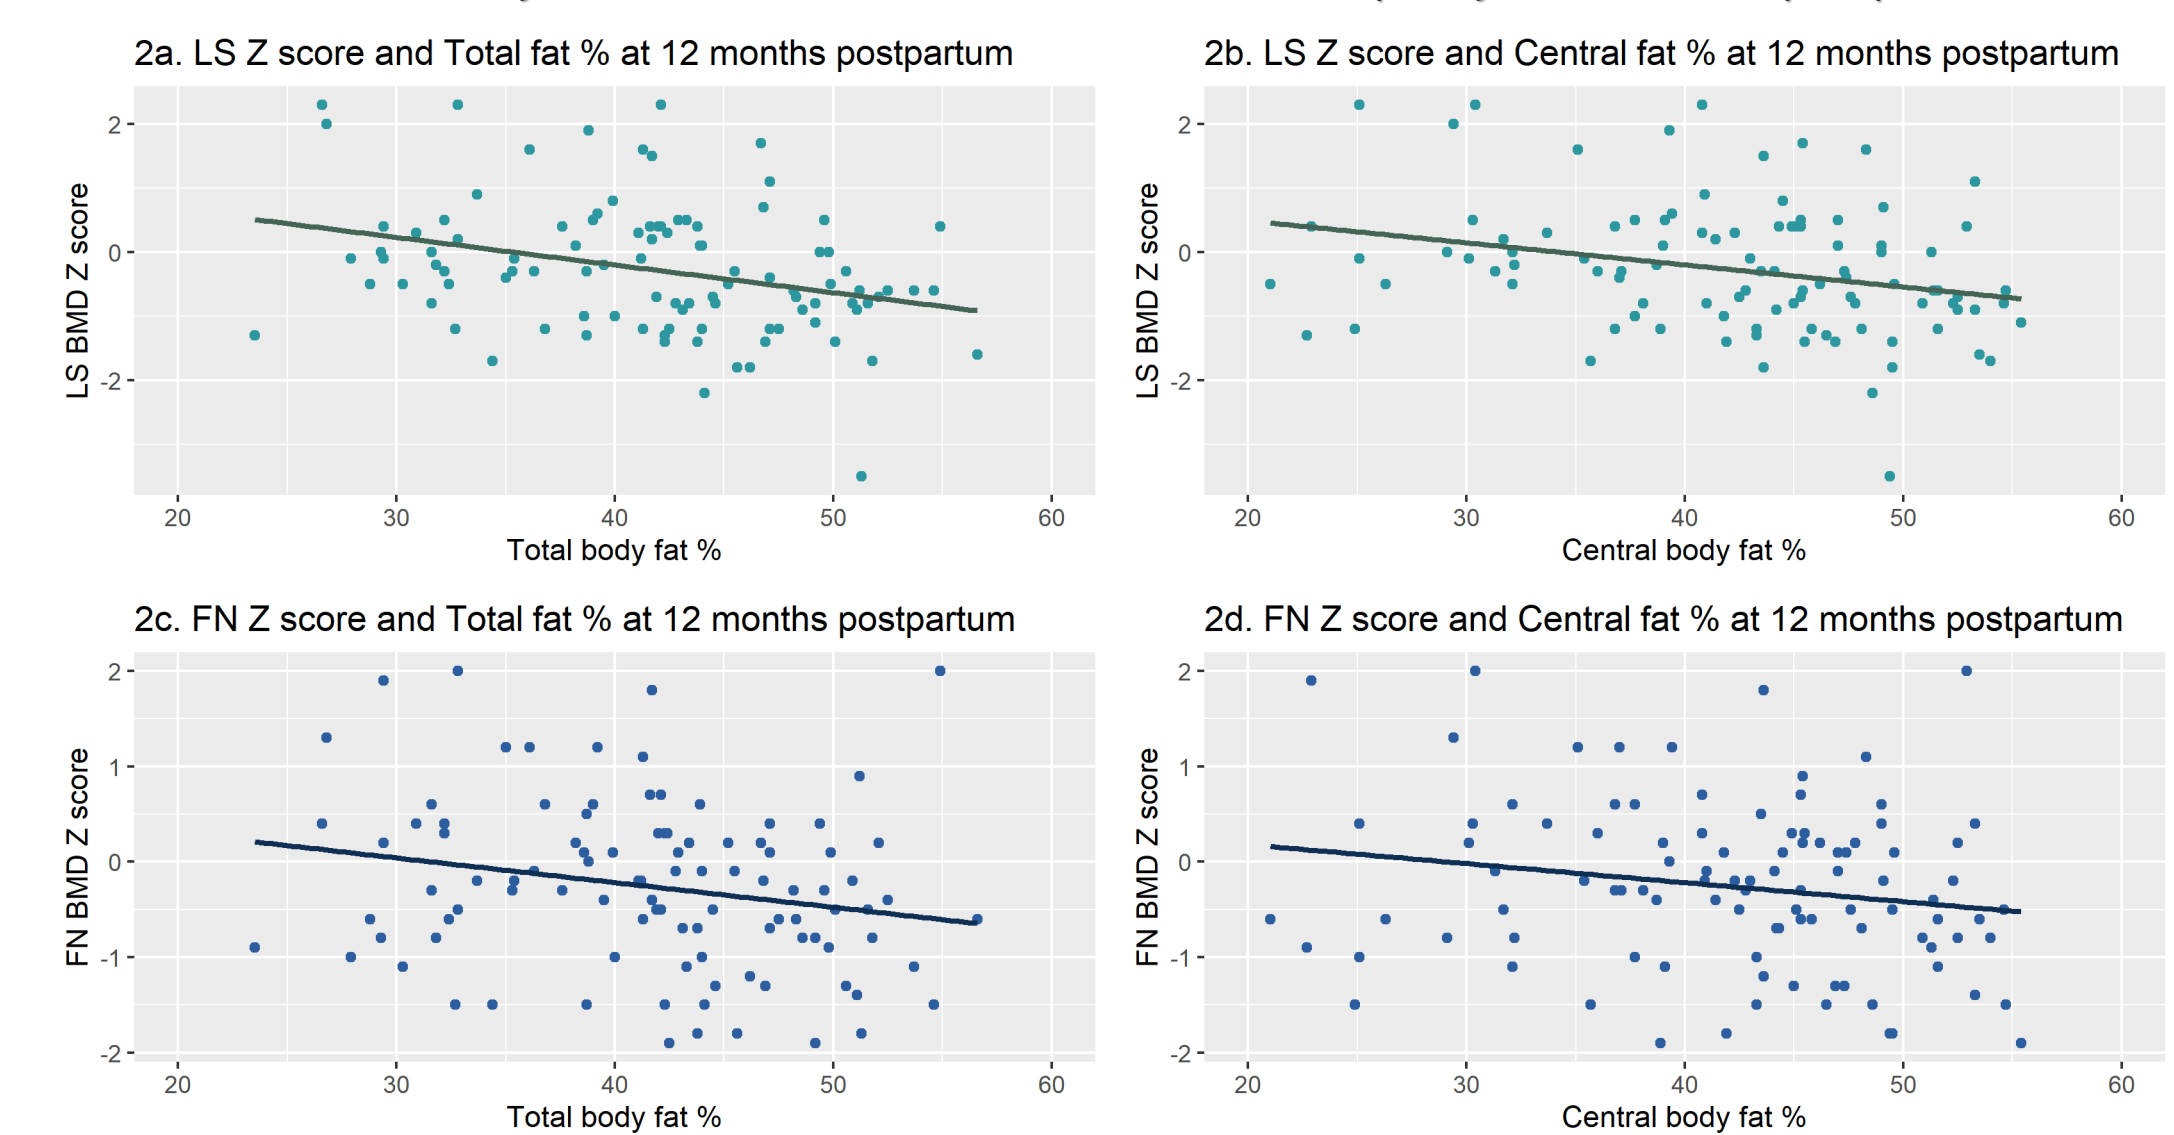 2a. LS Z score and Total fat % at 12 months postpartum
2
0
-2
LS BMD Z score
20 30 40 50 60
Total body fat %
2b. LS Z score and Central fat % at 12 months postpartum
2
0
-2
LS BMD Z score
20 30 40 50 60
Central body fat %
2c. FN Z score and Total fat % at 12 months postpartum
2
1
0
-1
-2
FN BMD Z score
20 30 40 50 60
Total body fat %
2d. FN Z score and Central fat % at 12 months postpartum
2
1
0
-1
-2
FN BMD Z score
20 30 40 50 60
Central body fat %